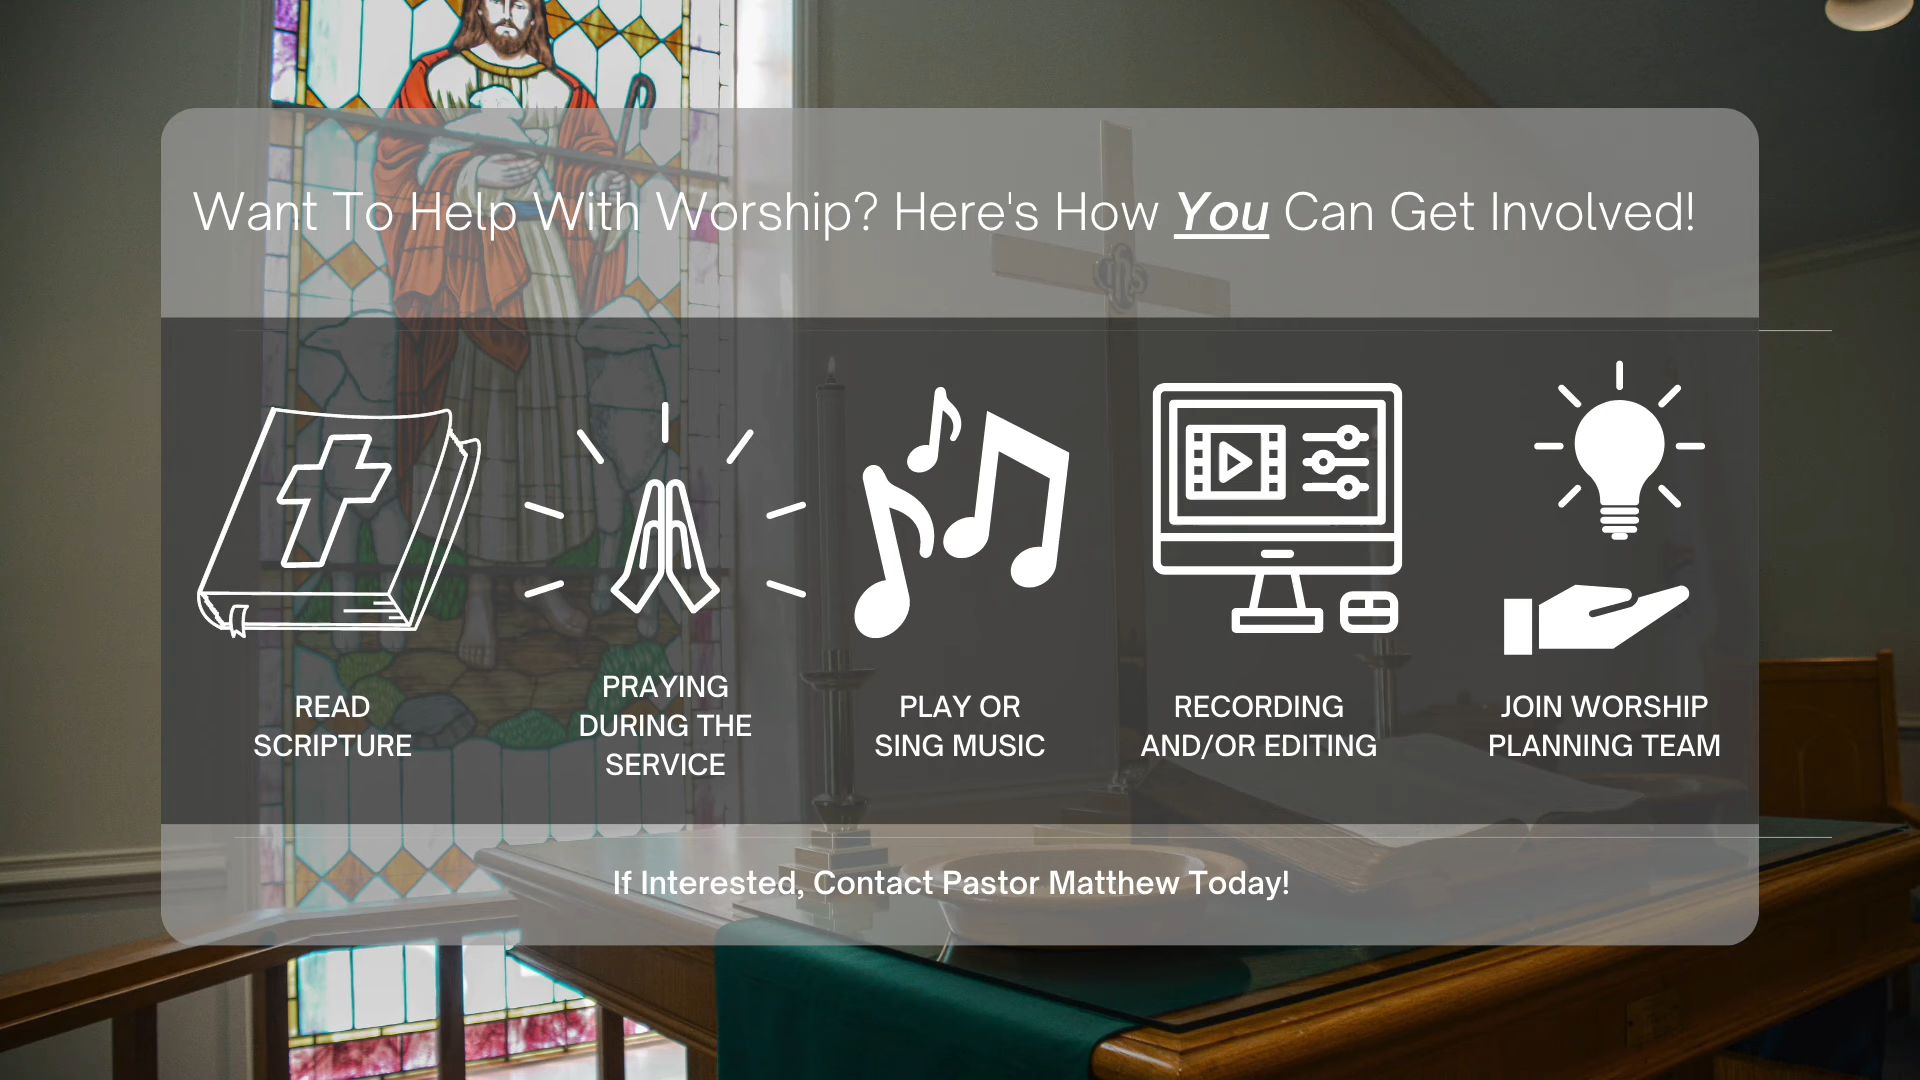 Want To Help With Worship? Here's How You Can Get Involved!
READ
SCRIPTURE
PRAYING
DURING THE
SERVICE
PLAY OR
SING MUSIC
RECORDING
AND/OR EDITING
JOIN WORSHIP
PLANNING TEAM
If Interested, Contact Pastor Matthew Today!